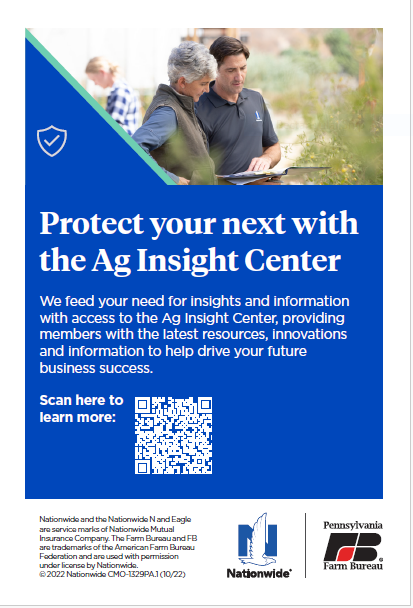 Protect your next with
the Ag Insight Center
We feed your need for insights and information
with access to the Ag Insight Center, providing
members with the latest resources, innovations
and information to help drive your future
business success.
Scan here to
learn more:
Nationwide and the Nationwide N and Eagle
are service marks of Nationwide Mutual
Insurance Company. The Farm Bureau and FB
are trademarks of the American Farm Bureau
Federation and are used with permission
under license by Nationwide.
© 2022 Nationwide CMO-1329PA.1 (10/22)
N
Nationwide®
Pennsylvania
FB®
Farm Bureau